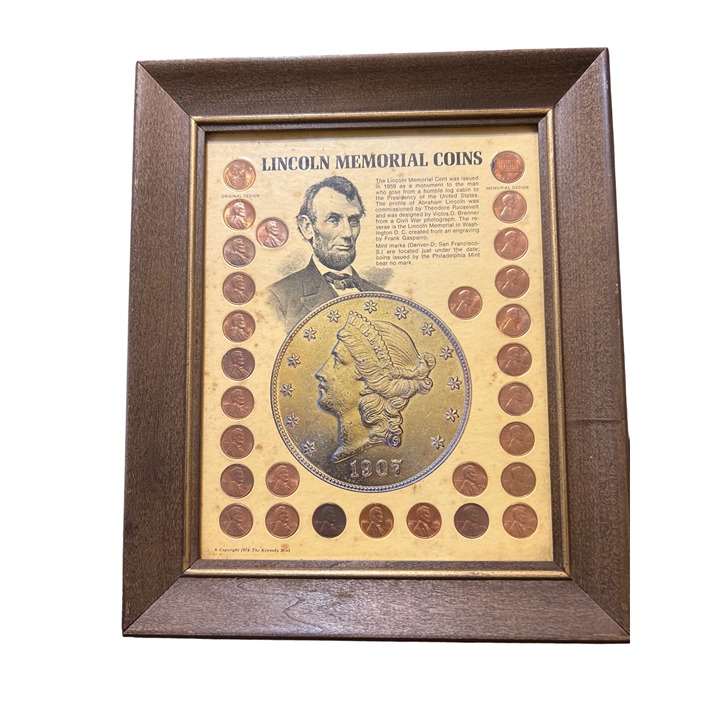 LINCOLN MEMORIAL COINS
ORIGINAL DESIGN
MEMORIAL DESIGN
The Lincoln Memorial Cent was issued
in 1959 as a monument to the man
who rose from a humble log cabin to
the Presidency of the United States.
The profile of Abraham Lincoln was
commissioned by Theodore Roosevelt
and was designed by Victor D. Brenner
from a Civil War photograph. The re-
verse is the Lincoln Memorial in Wash-
ington D. C. created from an engraving
by Frank Gasparro.
Mint marks (Denver-D: San Francisco-
S.) are located just under the date;
coins issued by the Philadelphia Mint
bear no mark.
1907
© Copyright 1974 The Kennedy Mint